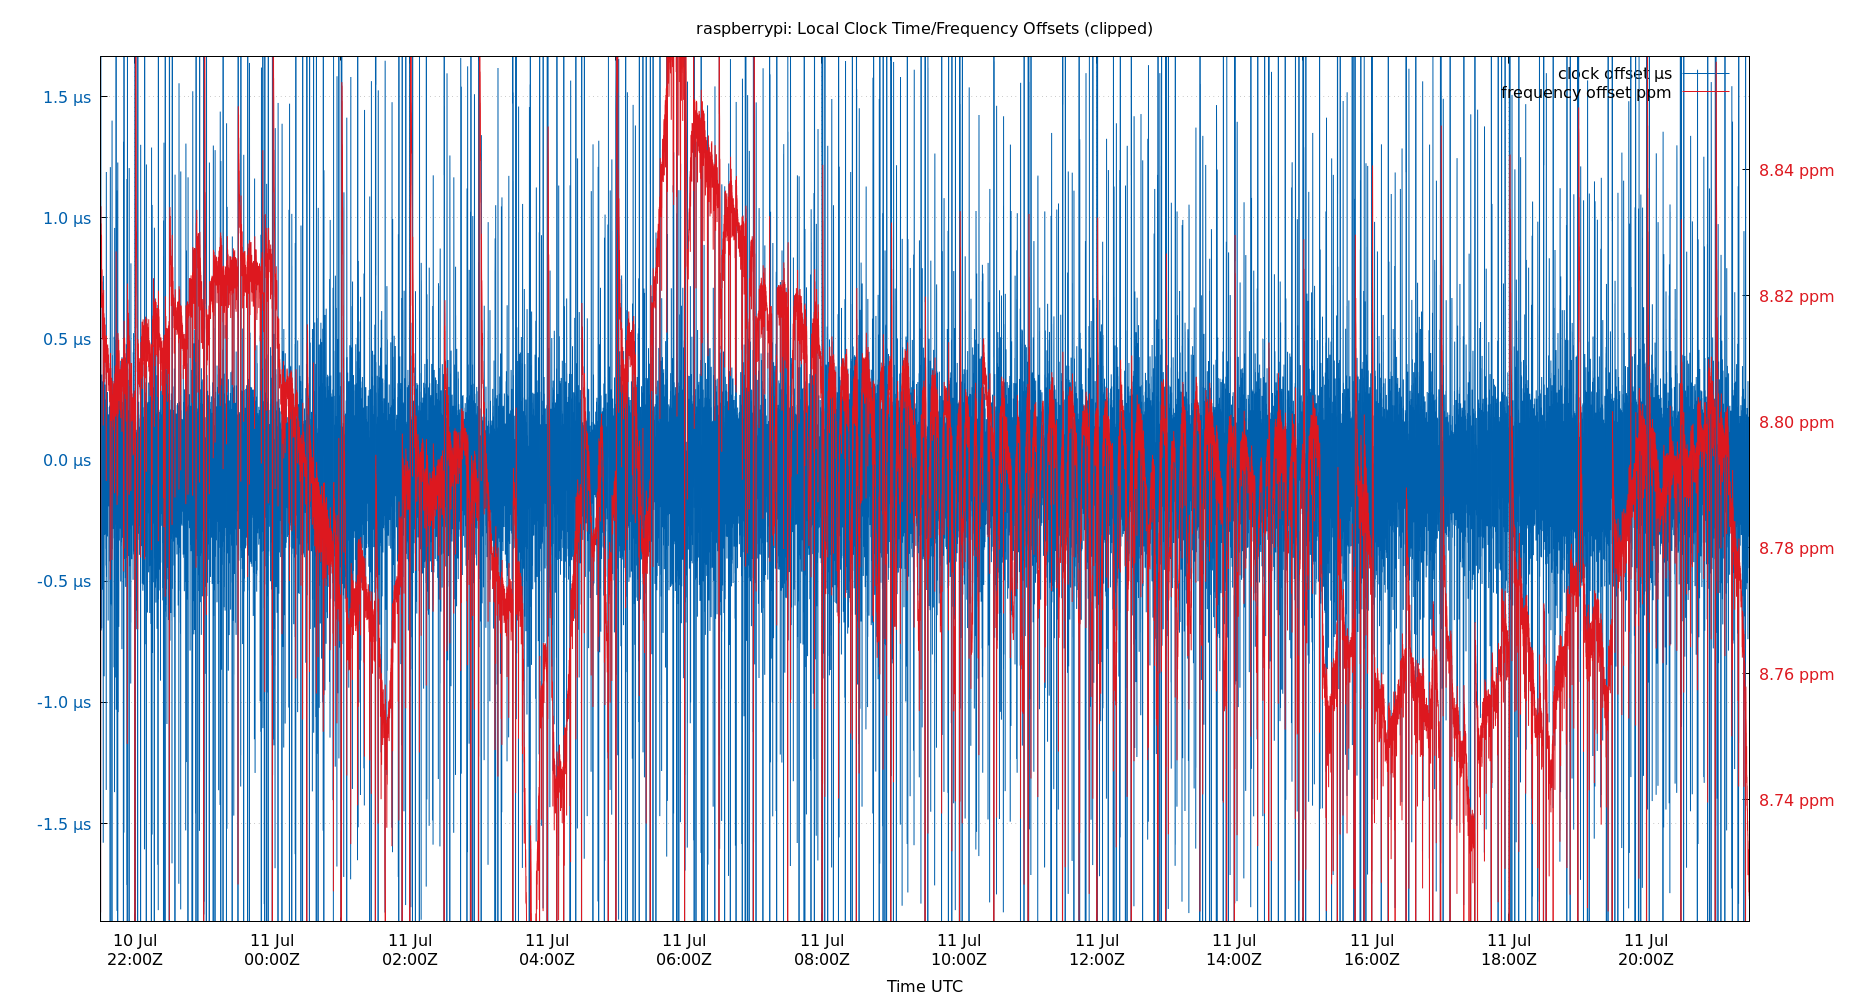 raspberrypi: Local Clock Time/Frequency Offsets (clipped)
clock offset µs
frequency offset ppm
1.5 µs
1.0 µs
0.5 µs
0.0 µs
-0.5 µs
-1.0 µs
-1.5 µs
8.84 ppm
8.82 ppm
8.80 ppm
8.78 ppm
8.76 ppm
8.74 ppm
10 Jul 11 Jul 11 Jul 11 Jul 11 Jul 11 Jul 11 Jul 11 Jul 11 Jul 11 Jul 11 Jul 11 Jul
22:00Z 00:00Z 02:00Z 04:00Z 06:00Z 08:00Z 10:00Z 12:00Z 14:00Z 16:00Z 18:00Z 20:00Z
Time UTC